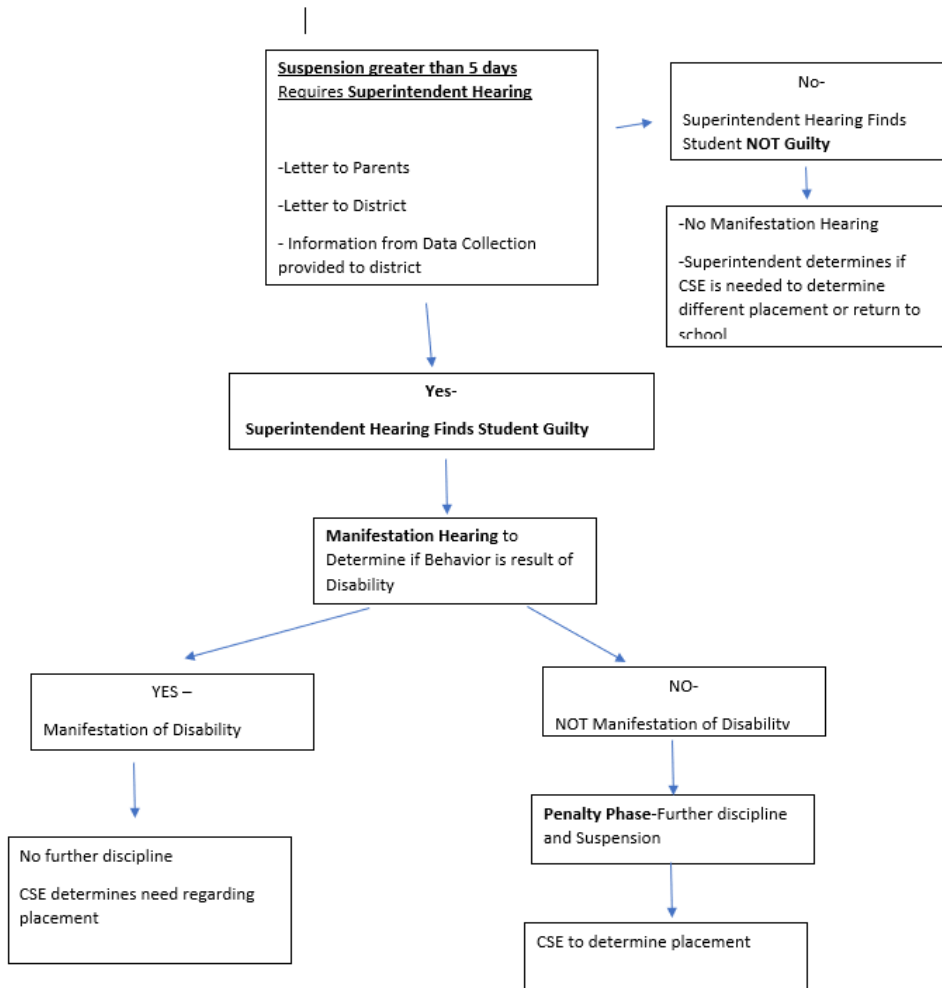 Suspension greater than 5 days
Requires Superintendent Hearing
-Letter to Parents
-Letter to District
- Information from Data Collection
provided to district
No-
Superintendent Hearing Finds
Student NOT Guilty
-No Manifestation Hearing
-Superintendent determines if
CSE is needed to determine
different placement or return to
school
Yes-
Superintendent Hearing Finds Student Guilty
Manifestation Hearing to
Determine if Behavior is result of
Disability
YES –
Manifestation of Disability
NO-
NOT Manifestation of Disability
No further discipline
CSE determines need regarding
placement
Penalty Phase-Further discipline
and Suspension
CSE to determine placement